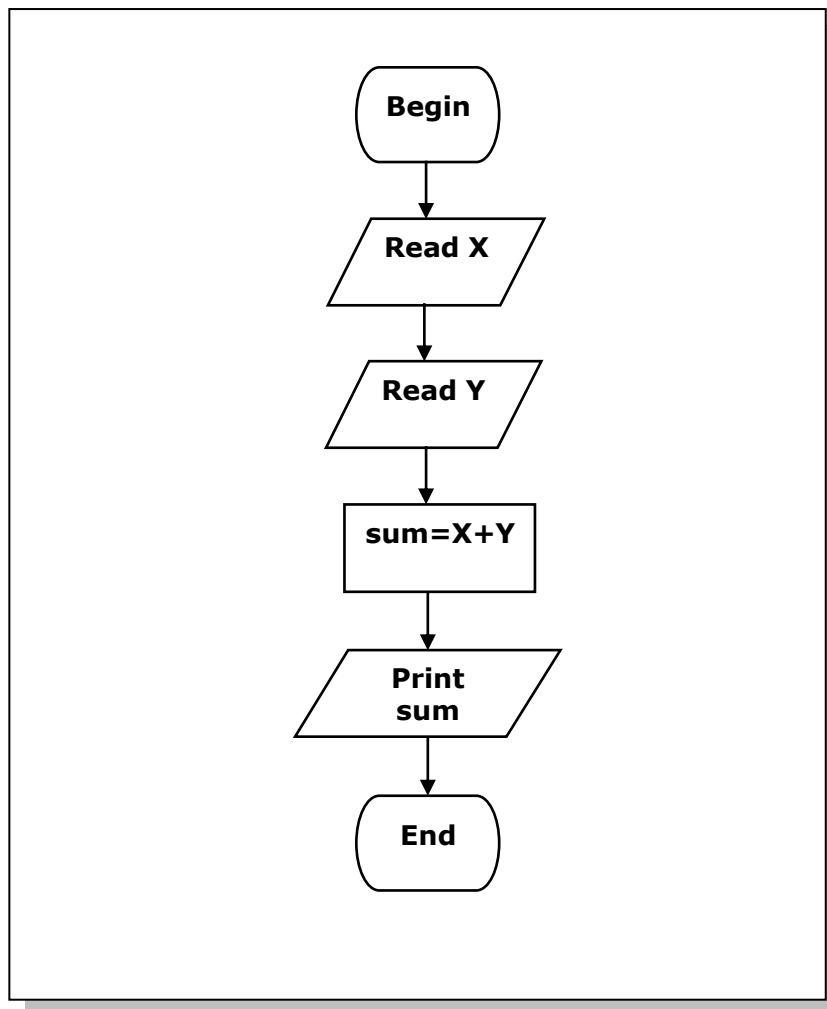 Begin
Read X
Read Y
sum=X+Y
Print
sum
End